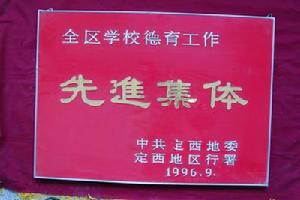 全区学校德育工作
先進集体
中共定西地委
定西地区行署
1996.9.